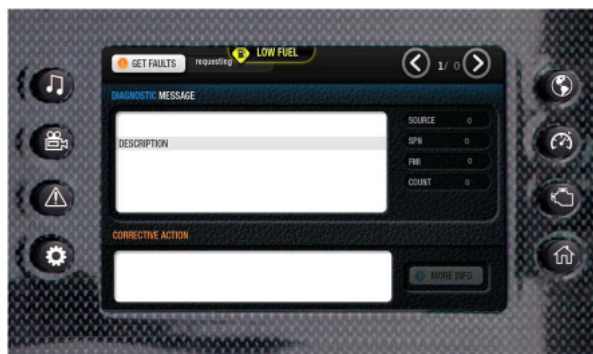 LOW FUEL
GET FAULTS
requesting
1/ 0
DIAGNOSTIC MESSAGE
DESCRIPTION
SOURCE 0
SPN 0
FMI 0
COUNT 0
CORRECTIVE ACTION
MORE INFO